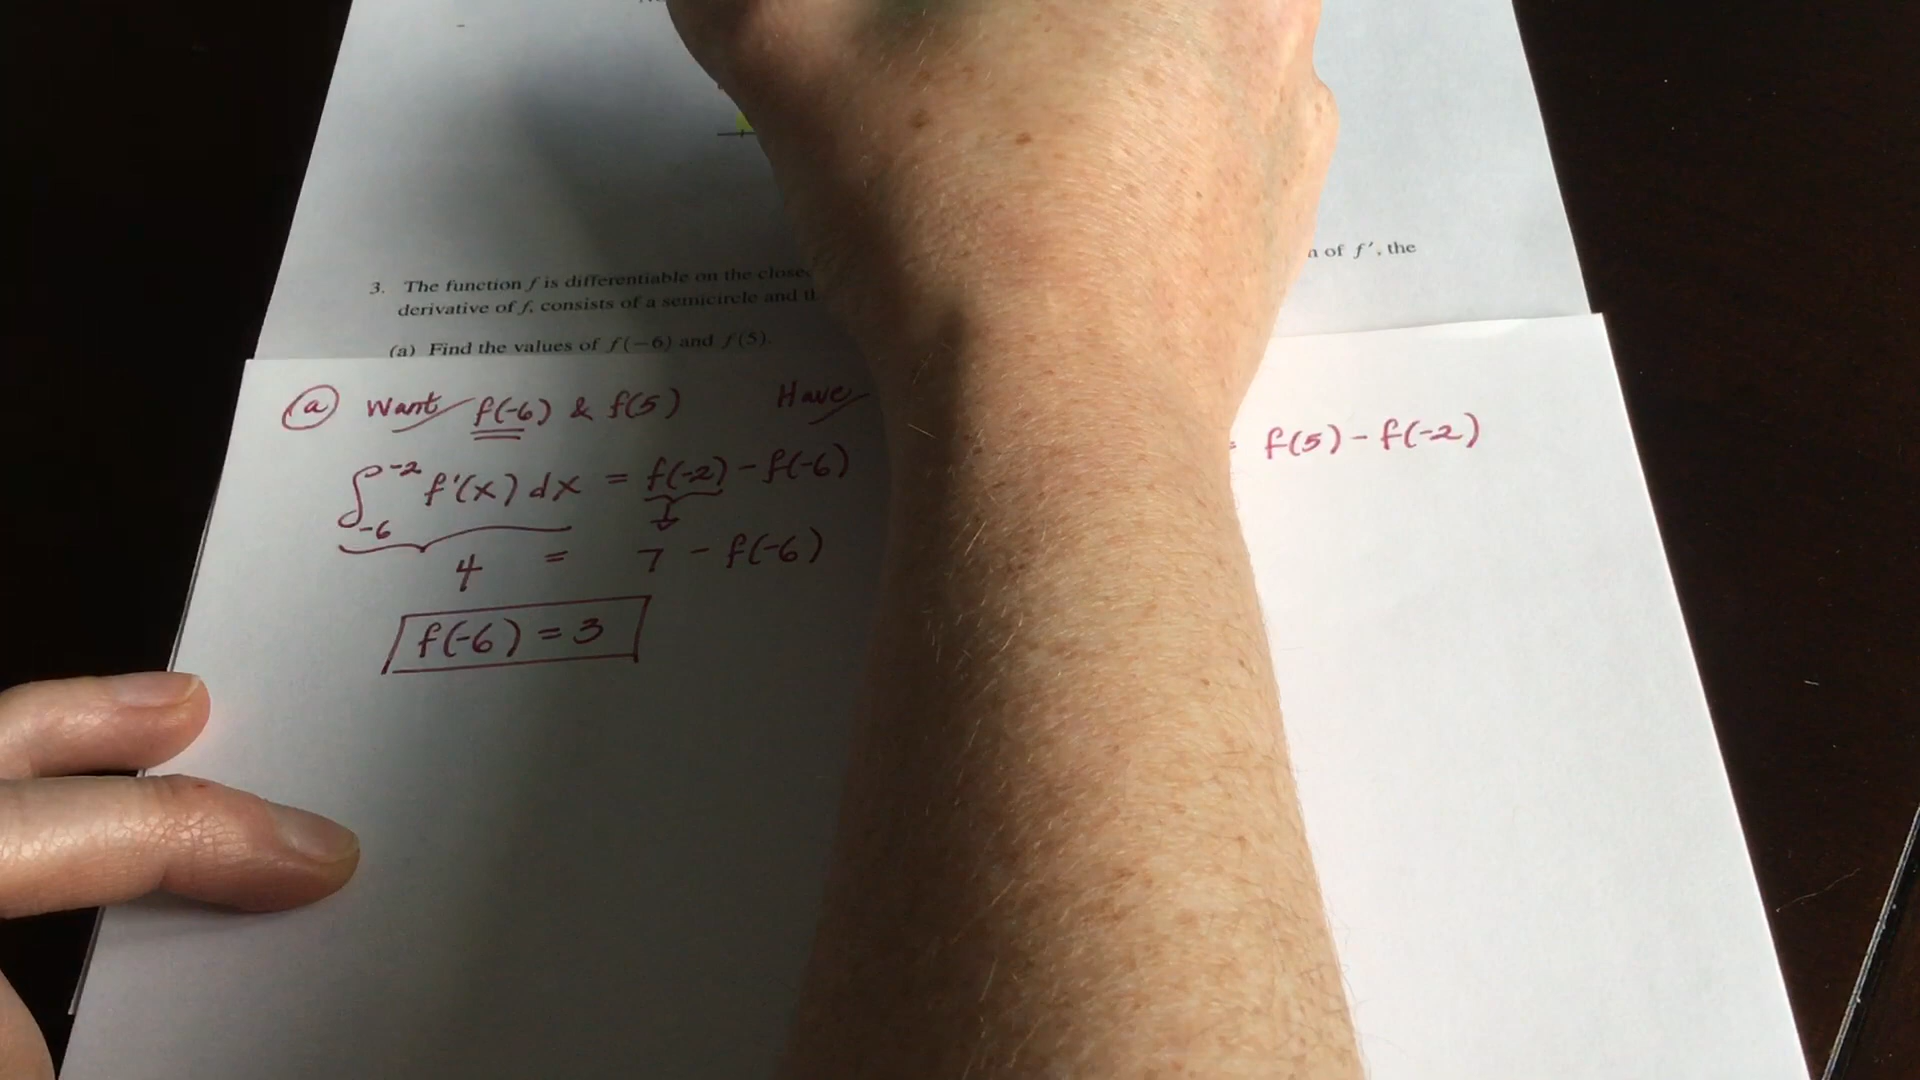 3. The function f is differentiable on the closed
n of f′, the
derivative of f, consists of a semicircle and
(a) Find the values of f(−6) and f(5).
(a) Want f(-6) & f(5) Have
= f(5) - f(-2)
∫_{-6}^{-2} f'(x) dx = f(-2) - f(-6)
4 = 7 - f(-6)
f(-6) = 3